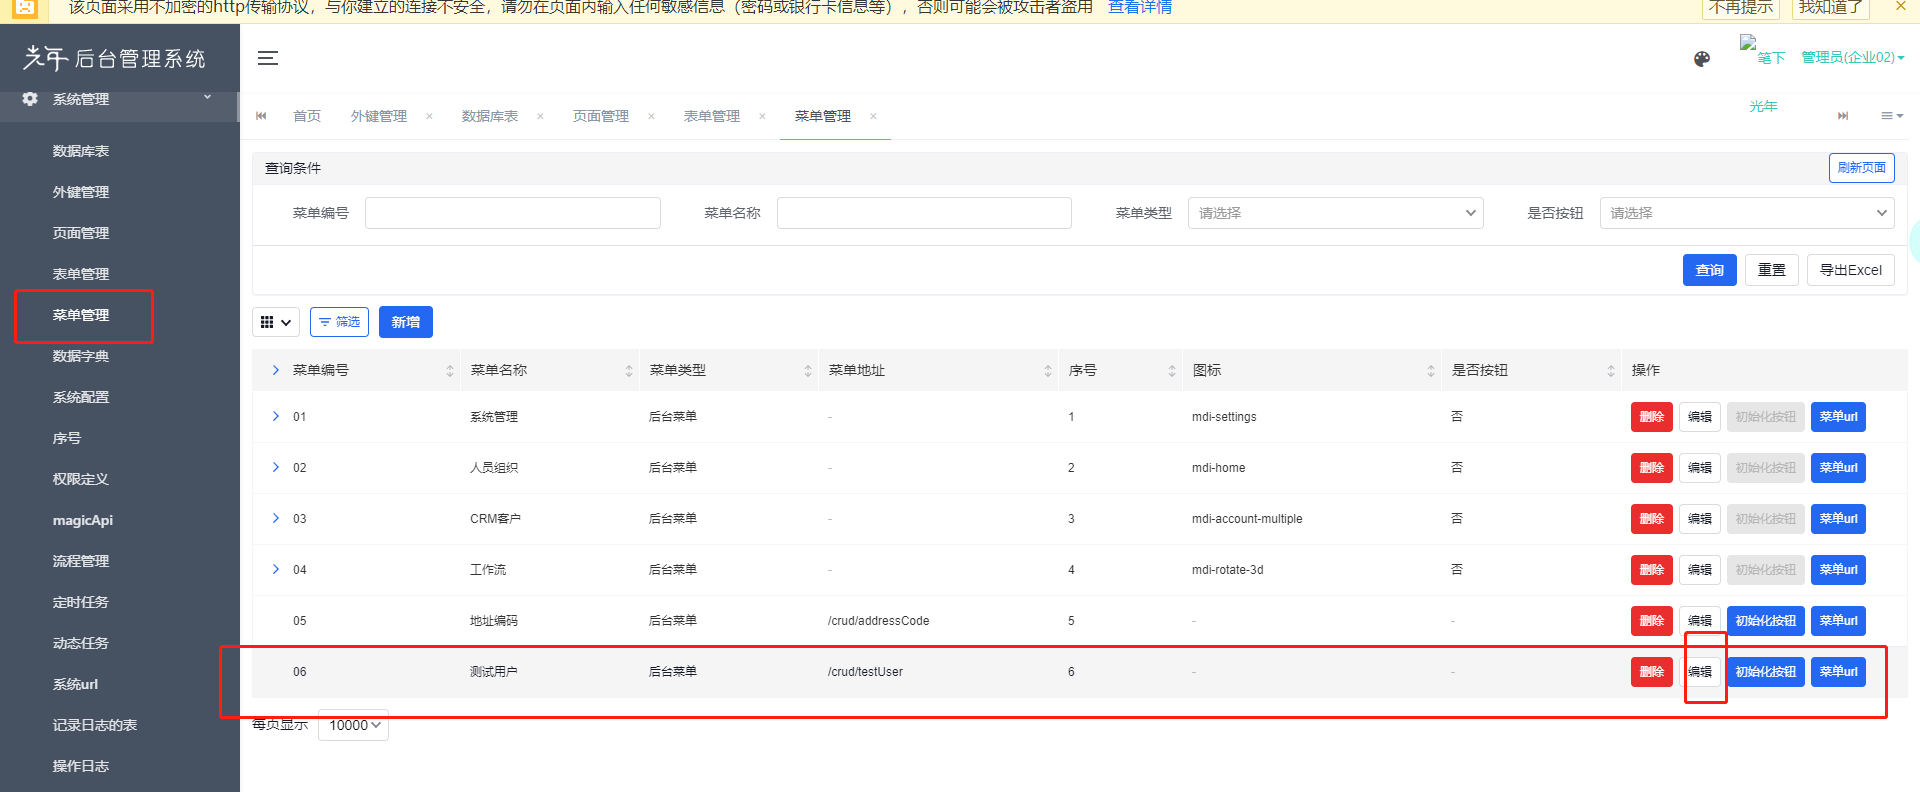 该页面采用不加密的http传输协议，与你建立的连接不安全，请勿在页面内输入任何敏感信息（密码或银行卡信息等），否则可能会被攻击者盗用 查看详情 不再提示 我知道了 ×
光年 后台管理系统
笔下光年 管理员(企业02)
系统管理
首页 外键管理 × 数据库表 × 页面管理 × 表单管理 × 菜单管理 ×
数据库表
外键管理
页面管理
表单管理
菜单管理
数据字典
系统配置
序号
权限定义
magicApi
流程管理
定时任务
动态任务
系统url
记录日志的表
操作日志
查询条件 刷新页面
菜单编号 菜单名称 菜单类型 请选择 是否按钮 请选择
查询 重置 导出Excel
筛选 新增
菜单编号 菜单名称 菜单类型 菜单地址 序号 图标 是否按钮 操作
01 系统管理 后台菜单 - 1 mdi-settings 否 删除 编辑 初始化按钮 菜单url
02 人员组织 后台菜单 - 2 mdi-home 否 删除 编辑 初始化按钮 菜单url
03 CRM客户 后台菜单 - 3 mdi-account-multiple 否 删除 编辑 初始化按钮 菜单url
04 工作流 后台菜单 - 4 mdi-rotate-3d 否 删除 编辑 初始化按钮 菜单url
05 地址编码 后台菜单 /crud/addressCode 5 - - 删除 编辑 初始化按钮 菜单url
06 测试用户 后台菜单 /crud/testUser 6 - - 删除 编辑 初始化按钮 菜单url
每页显示 10000